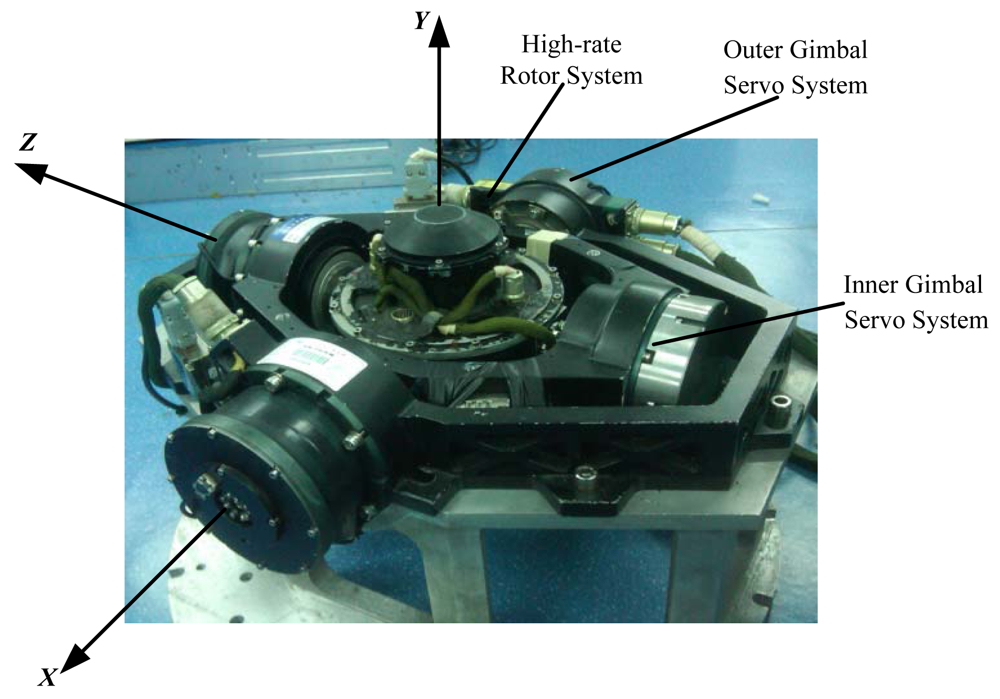 Y
High-rate
Rotor System
Outer Gimbal
Servo System
Z
Inner Gimbal
Servo System
X